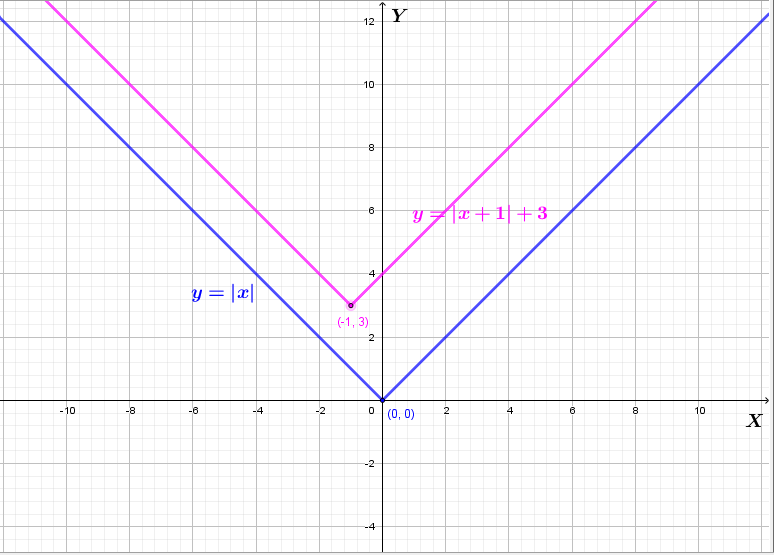 Y
12
10
8
6
y = |x + 1| + 3
4
y = |x|
(-1, 3)
2
-10 -8 -6 -4 -2 0 2 4 6 8 10
(0, 0)
X
-2
-4